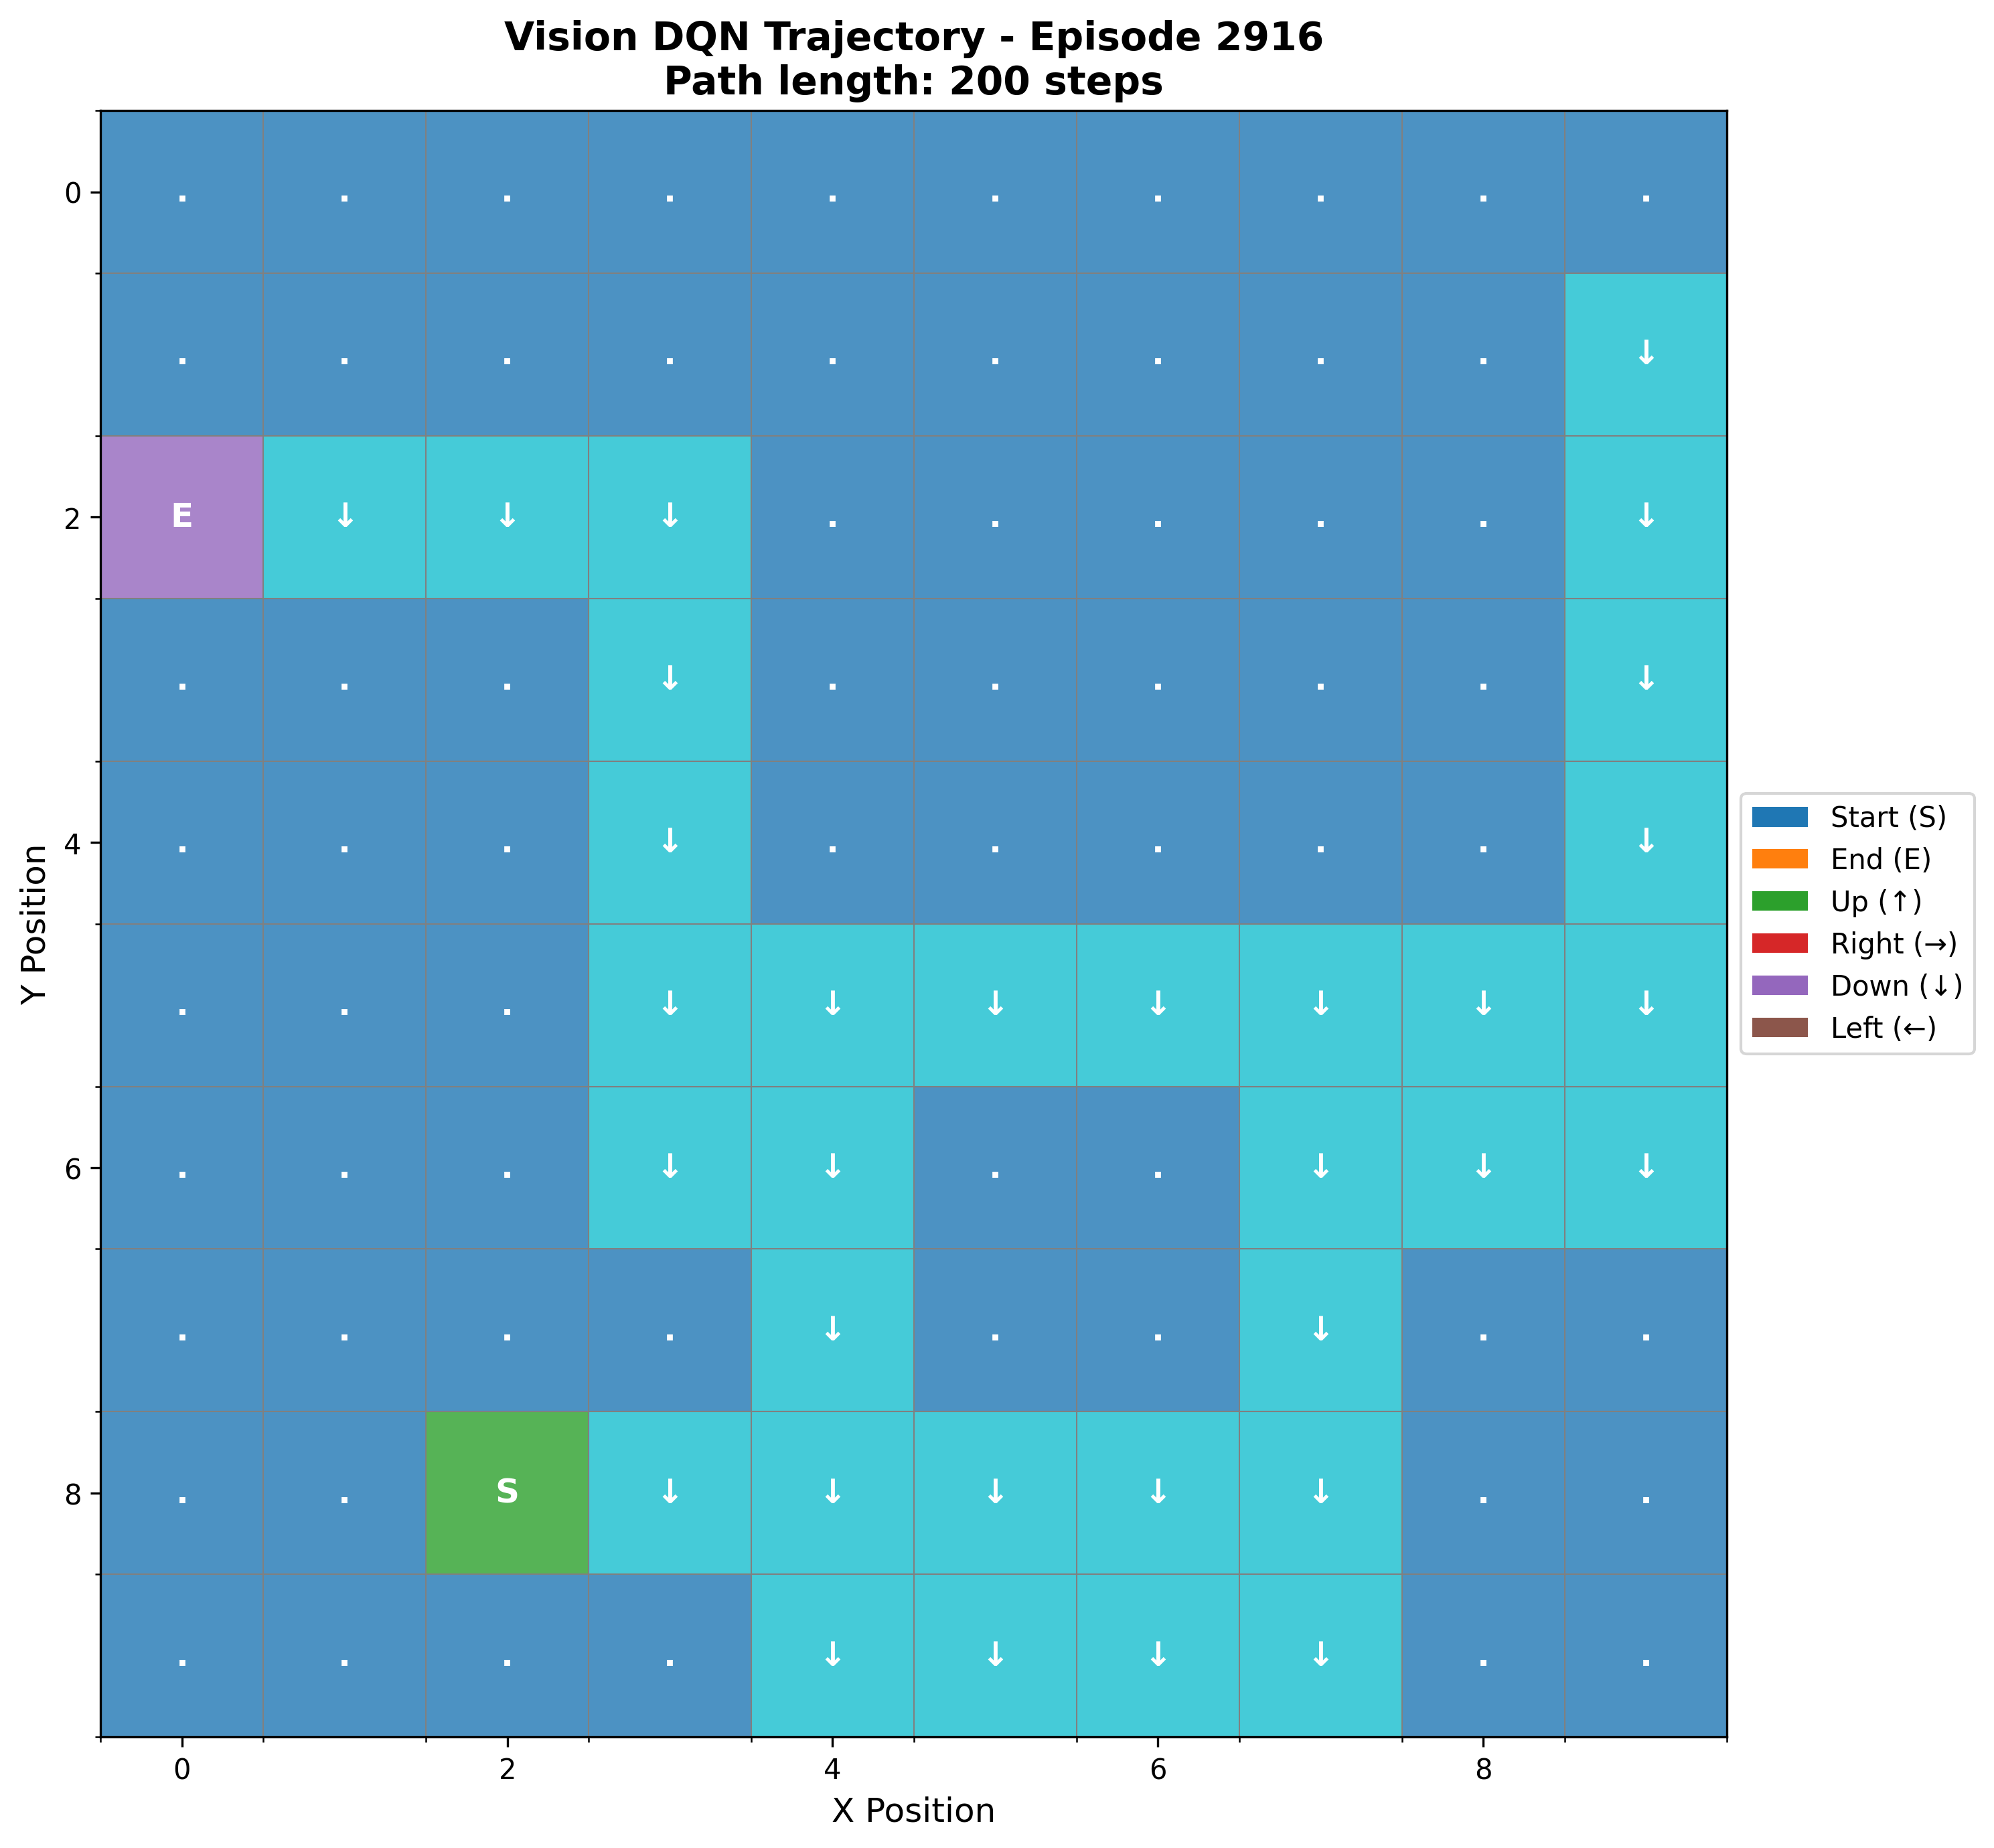 Vision DQN Trajectory - Episode 2916
Path length: 200 steps
0 . . . . . . . . . .
. . . . . . . . . ↓
2 E ↓ ↓ ↓ . . . . . ↓
. . . ↓ . . . . . ↓
4 . . . ↓ . . . . . ↓
. . . ↓ ↓ ↓ ↓ ↓ ↓ ↓
6 . . . ↓ ↓ . . ↓ ↓ ↓
. . . . ↓ . . ↓ . .
8 . . S ↓ ↓ ↓ ↓ ↓ . .
. . . . ↓ ↓ ↓ ↓ . .
0 2 4 6 8
X Position
Y Position
Start (S)
End (E)
Up (↑)
Right (→)
Down (↓)
Left (←)